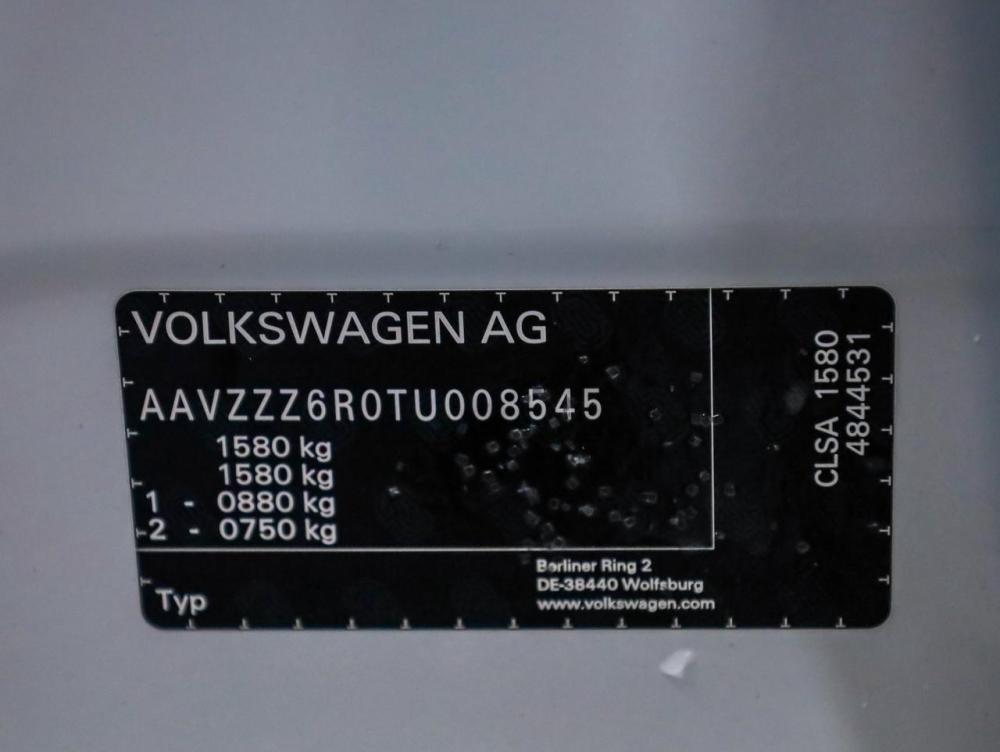 VOLKSWAGEN AG
AAVZZZ6R0TU008545
1580 kg
1580 kg
1 - 0880 kg
2 - 0750 kg
Typ
Berliner Ring 2
DE-38440 Wolfsburg
www.volkswagen.com
CLSA 1580
4844531